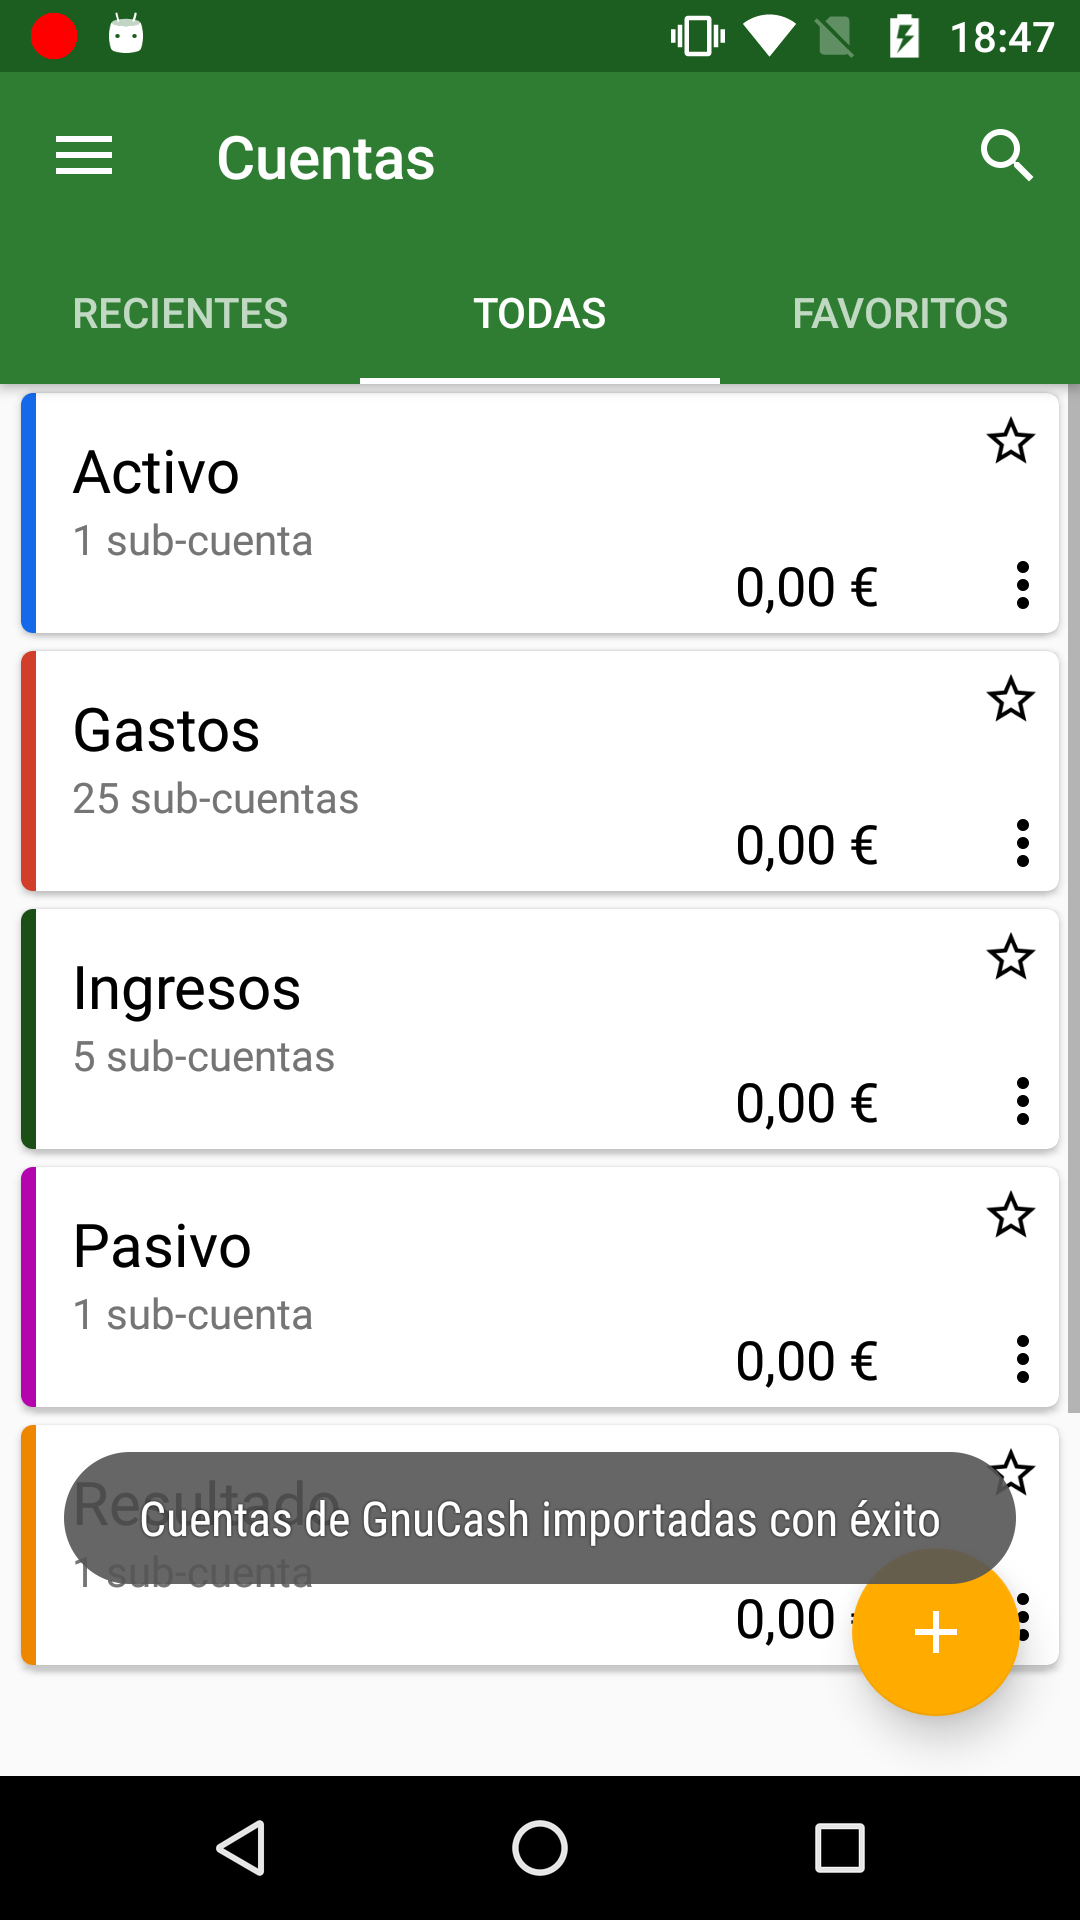 18:47
Cuentas
RECIENTES
TODAS
FAVORITOS
Activo
1 sub-cuenta
0,00 €
Gastos
25 sub-cuentas
0,00 €
Ingresos
5 sub-cuentas
0,00 €
Pasivo
1 sub-cuenta
0,00 €
Resultado
Cuentas de GnuCash importadas con éxito
1 sub-cuenta
0,00